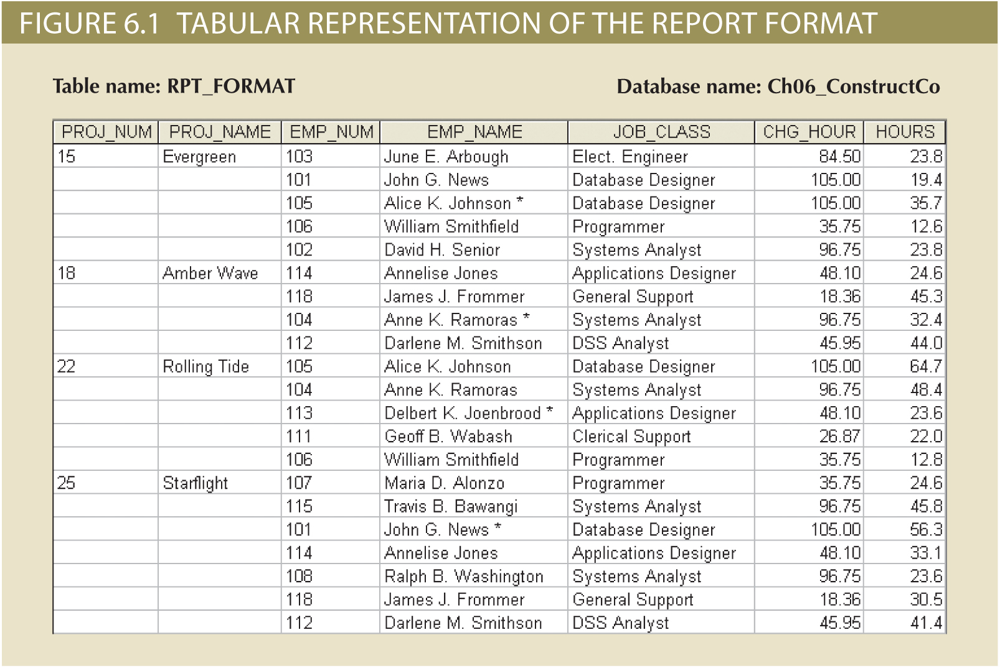 FIGURE 6.1 TABULAR REPRESENTATION OF THE REPORT FORMAT
Table name: RPT_FORMAT Database name: Ch06_ConstructCo
PROJ_NUM PROJ_NAME EMP_NUM EMP_NAME JOB_CLASS CHG_HOUR HOURS
15 Evergreen 103 June E. Arbough Elect. Engineer 84.50 23.8
101 John G. News Database Designer 105.00 19.4
105 Alice K. Johnson * Database Designer 105.00 35.7
106 William Smithfield Programmer 35.75 12.6
102 David H. Senior Systems Analyst 96.75 23.8
18 Amber Wave 114 Annelise Jones Applications Designer 48.10 24.6
118 James J. Frommer General Support 18.36 45.3
104 Anne K. Ramoras * Systems Analyst 96.75 32.4
112 Darlene M. Smithson DSS Analyst 45.95 44.0
22 Rolling Tide 105 Alice K. Johnson Database Designer 105.00 64.7
104 Anne K. Ramoras Systems Analyst 96.75 48.4
113 Delbert K. Joenbrood * Applications Designer 48.10 23.6
111 Geoff B. Wabash Clerical Support 26.87 22.0
106 William Smithfield Programmer 35.75 12.8
25 Starflight 107 Maria D. Alonzo Programmer 35.75 24.6
115 Travis B. Bawangi Systems Analyst 96.75 45.8
101 John G. News * Database Designer 105.00 56.3
114 Annelise Jones Applications Designer 48.10 33.1
108 Ralph B. Washington Systems Analyst 96.75 23.6
118 James J. Frommer General Support 18.36 30.5
112 Darlene M. Smithson DSS Analyst 45.95 41.4